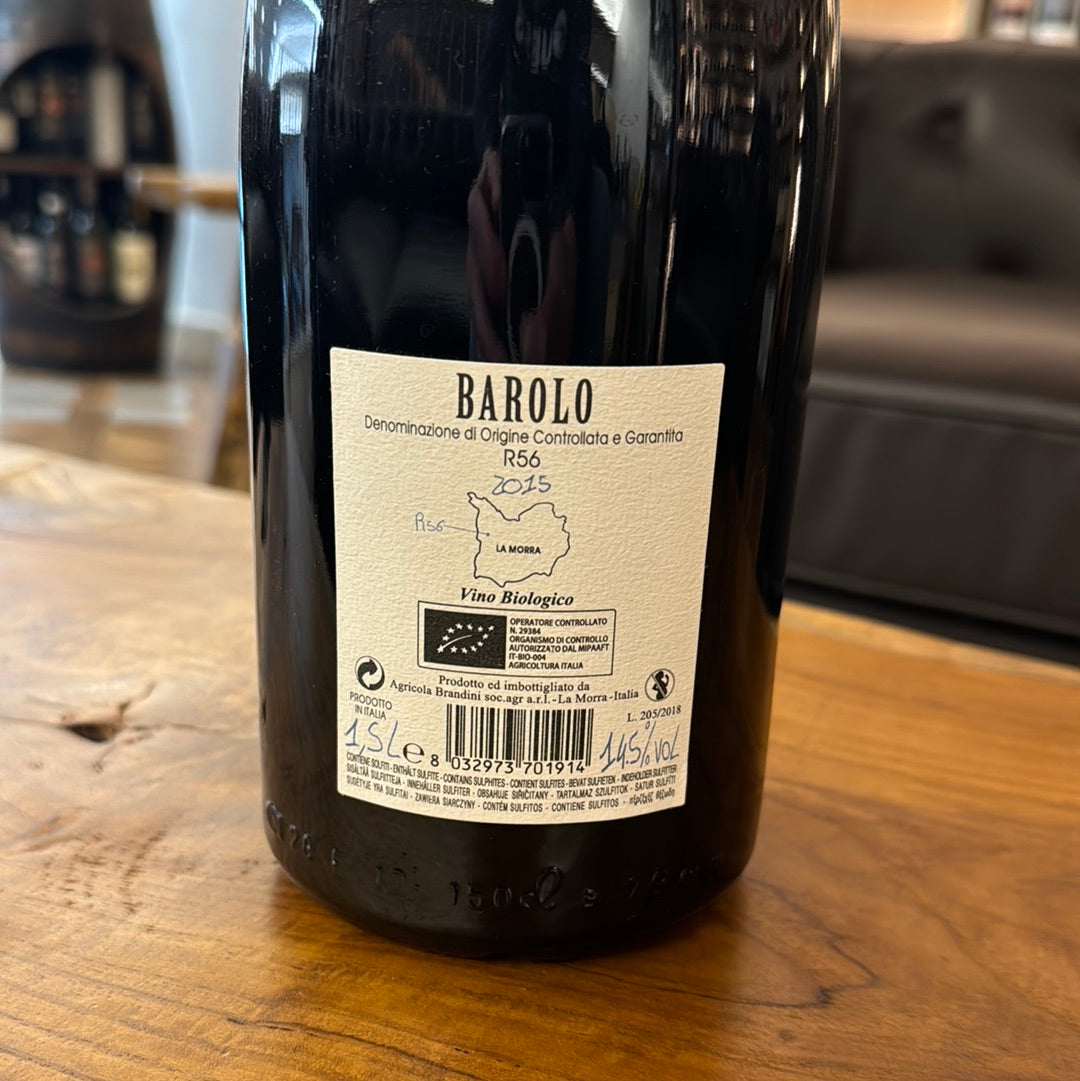 BAROLO
Denominazione di Origine Controllata e Garantita
R56
2015
R56
LA MORRA
Vino Biologico
OPERATORE CONTROLLATO
N. 29384
ORGANISMO DI CONTROLLO
AUTORIZZATO DAL MIPAAFT
IT-BIO-004
AGRICOLTURA ITALIA
Prodotto ed imbottigliato da
Agricola Brandini soc.agr a.r.l.-La Morra-Italia
PRODOTTO
IN ITALIA
L. 205/2018
1,5L e
14.5% VOL
8 032973 701914
CONTIENE SOLFITI - ENTHÄLT SULFITE - CONTAINS SULPHITES - CONTIENT SULFITES - BEVAT SULFIETEN - INDEHOLDER SULFITTER
SISÄLTÄÄ SULFIITTEJA - INNEHÅLLER SULFITER - OBSAHUJE SIŘIČITANY - TARTALMAZ SZULFITOK - SATUR SULFĪTI
SUDĖTYJE YRA SULFITAI - ZAWIERA SIARCZYNY - CONTÉM SULFITOS - CONTIENE SULFITOS -
150cl